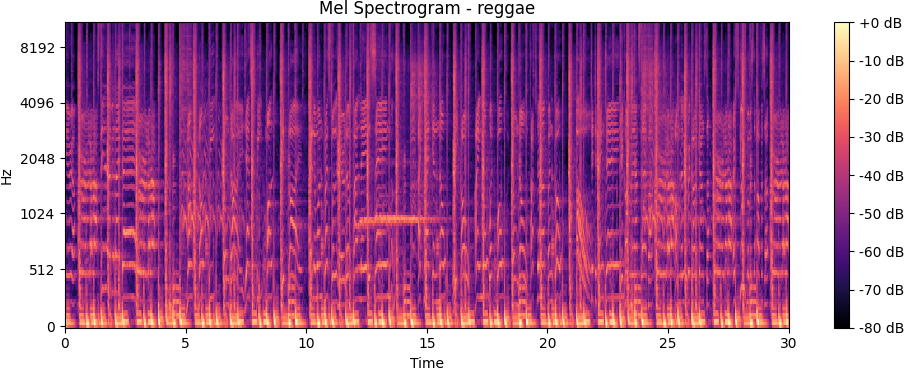 Mel Spectrogram - reggae
Hz
8192
4096
2048
1024
512
0
0 5 10 15 20 25 30
Time
+0 dB
-10 dB
-20 dB
-30 dB
-40 dB
-50 dB
-60 dB
-70 dB
-80 dB